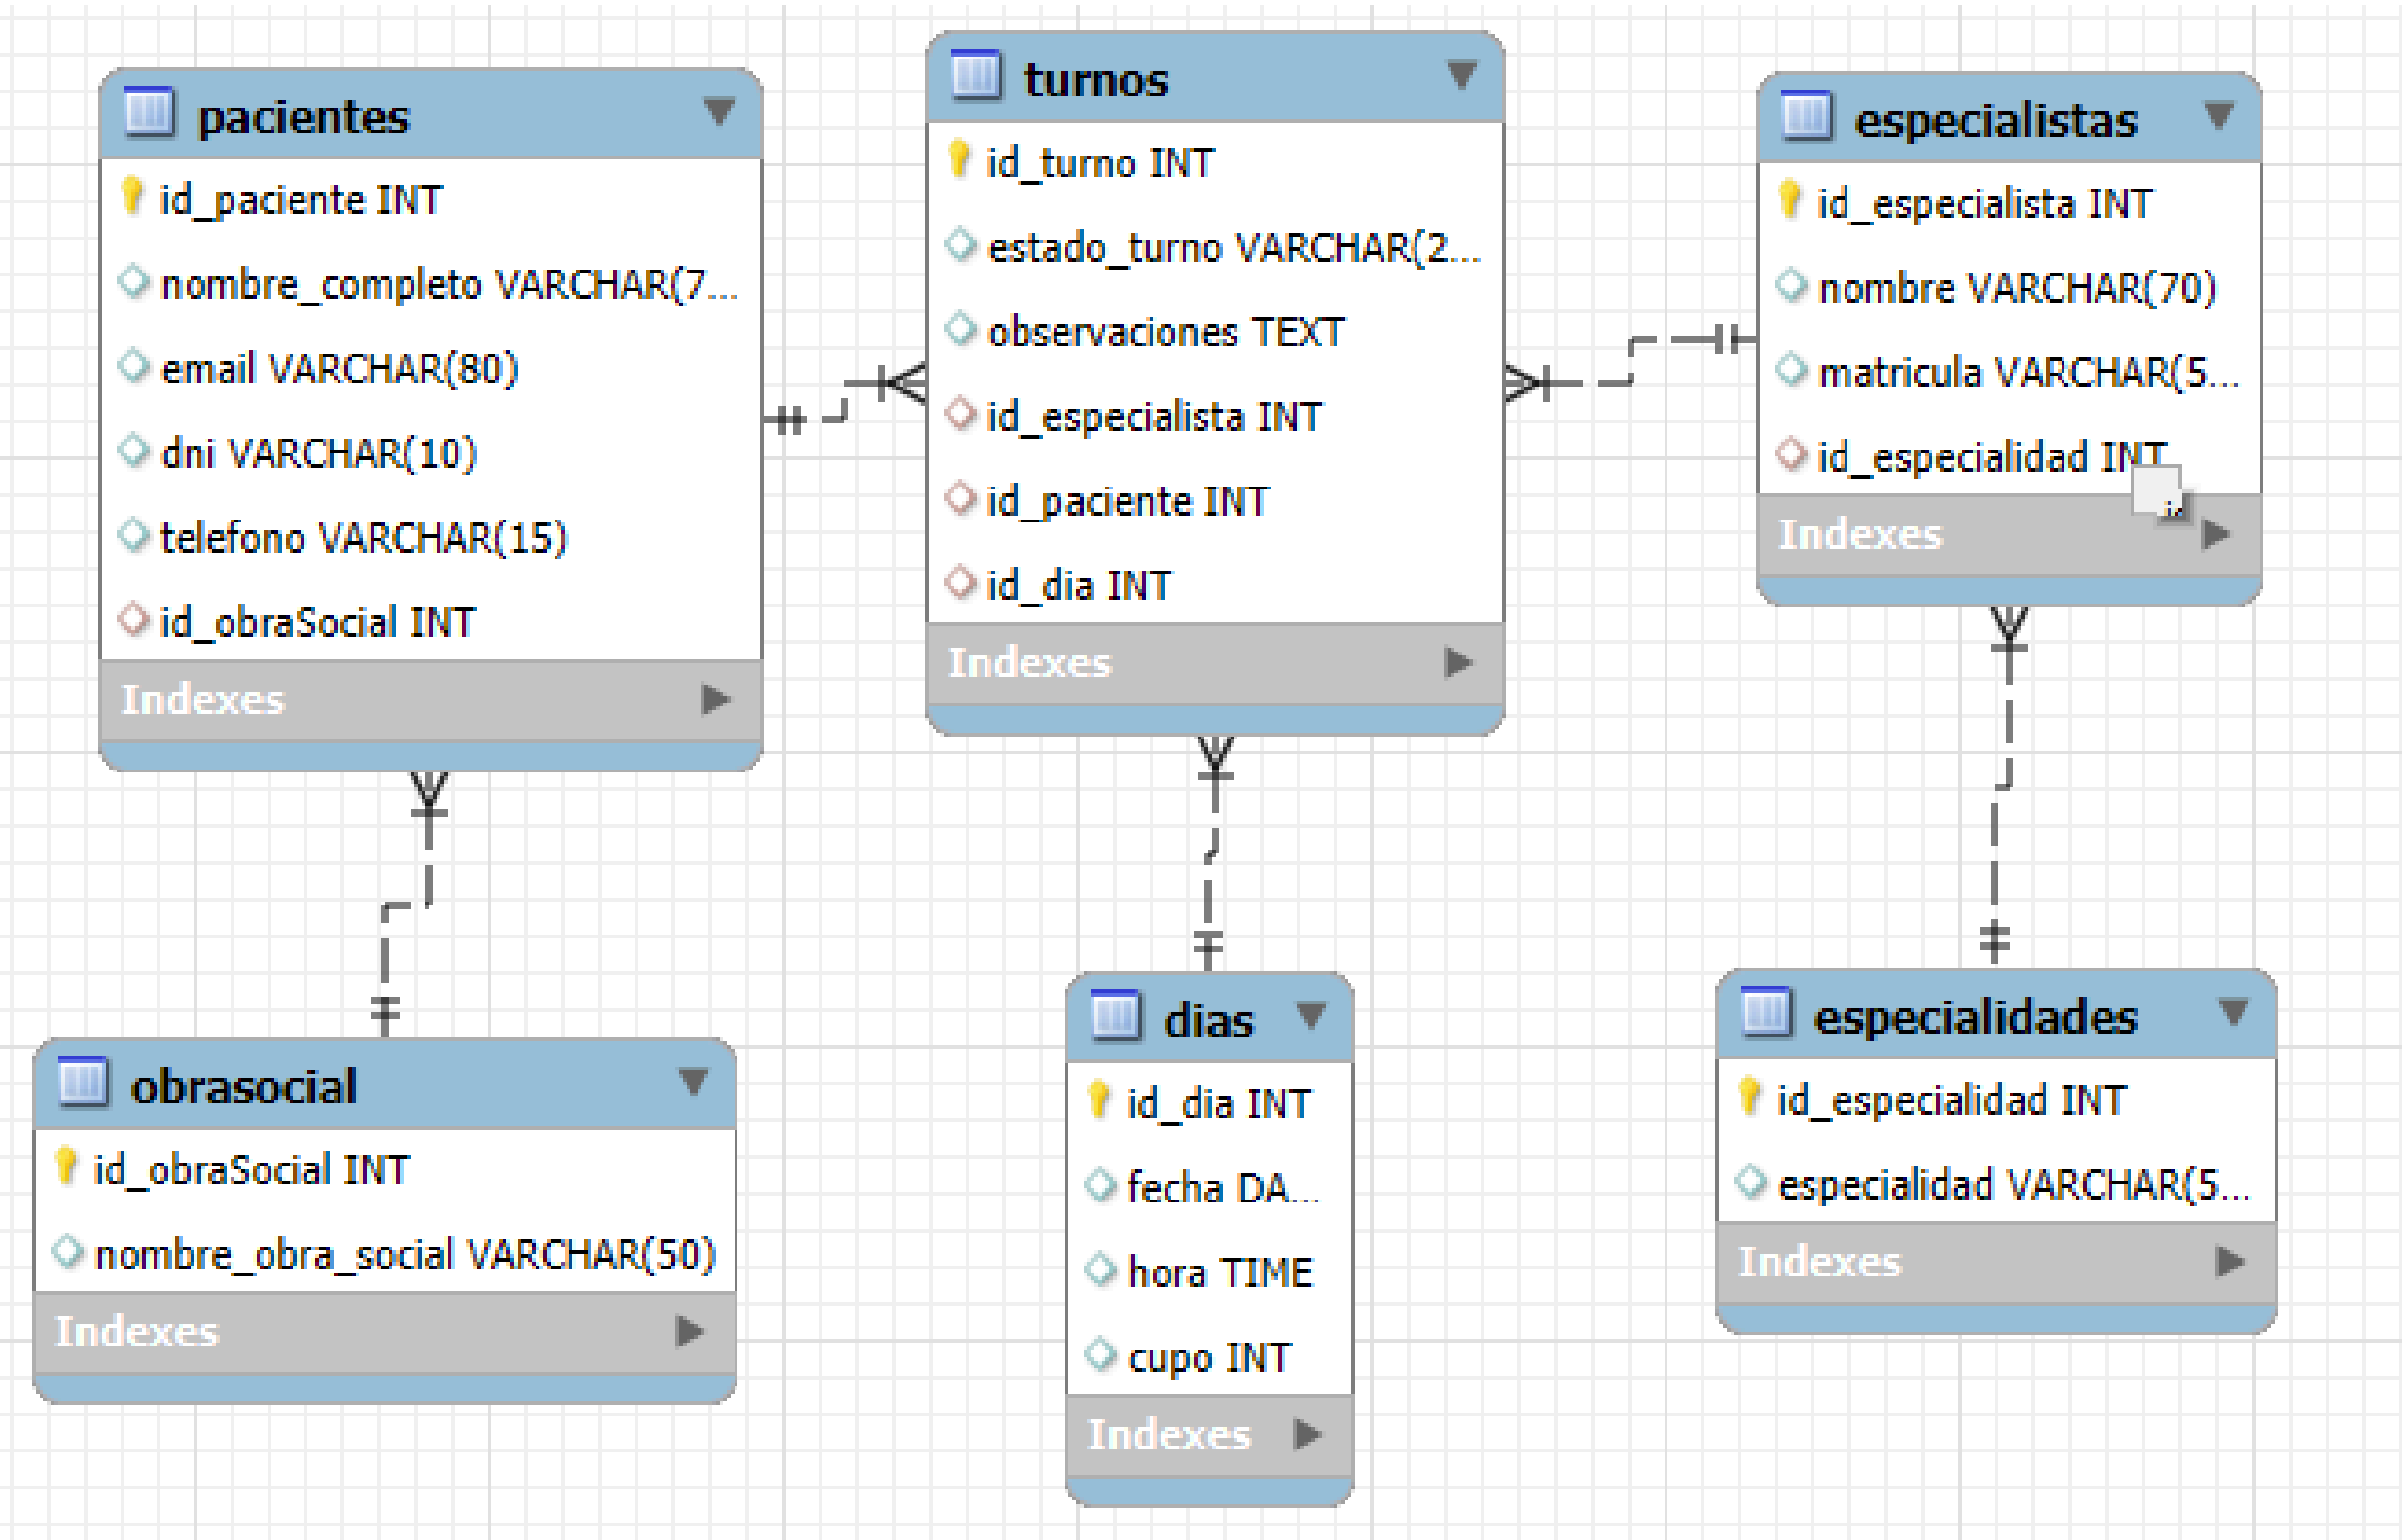 pacientes
id_paciente INT
nombre_completo VARCHAR(7...
email VARCHAR(80)
dni VARCHAR(10)
telefono VARCHAR(15)
id_obraSocial INT
Indexes
turnos
id_turno INT
estado_turno VARCHAR(2...
observaciones TEXT
id_especialista INT
id_paciente INT
id_dia INT
Indexes
especialistas
id_especialista INT
nombre VARCHAR(70)
matricula VARCHAR(5...
id_especialidad INT
Indexes
obrasocial
id_obraSocial INT
nombre_obra_social VARCHAR(50)
Indexes
dias
id_dia INT
fecha DA...
hora TIME
cupo INT
Indexes
especialidades
id_especialidad INT
especialidad VARCHAR(5...
Indexes